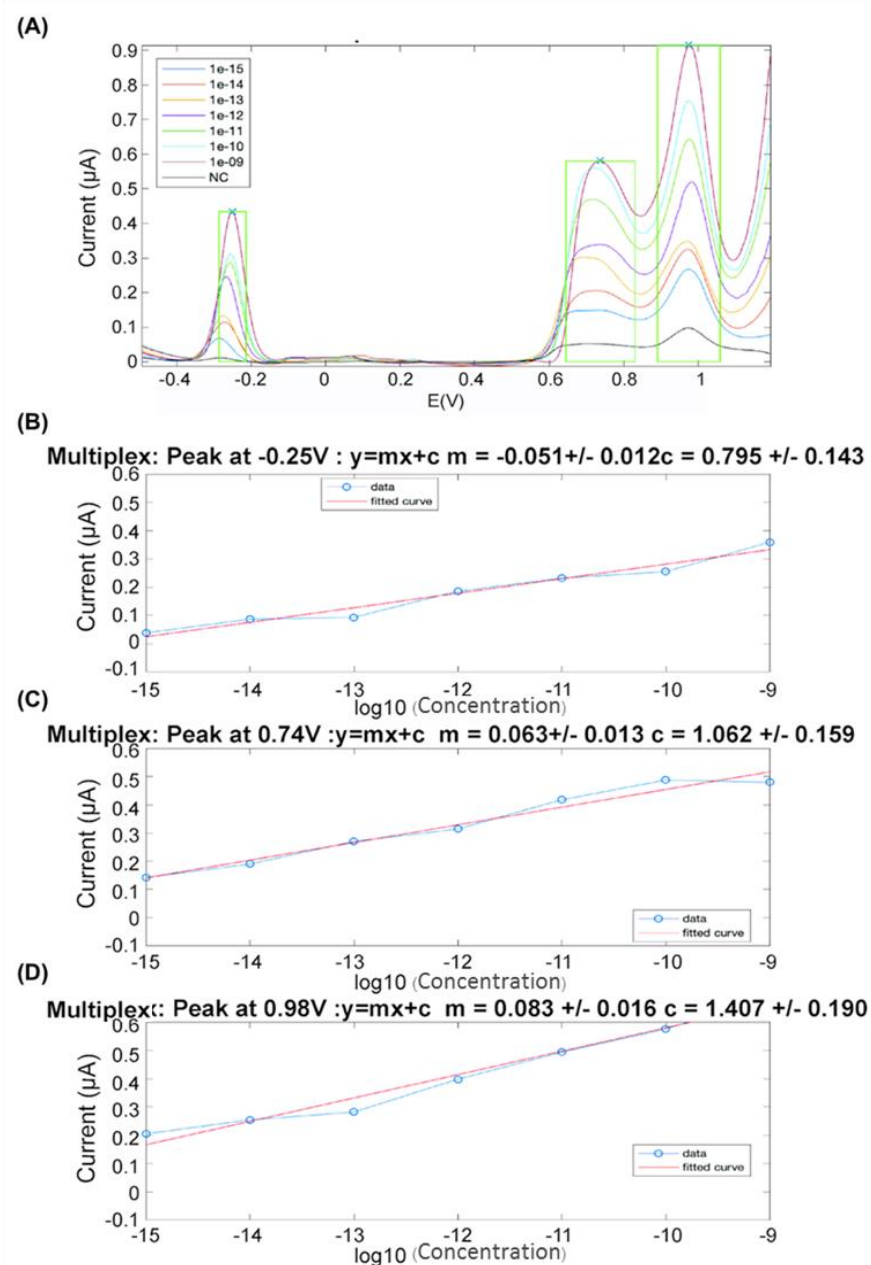 (A)
Current (µA)
0.9
0.8
0.7
0.6
0.5
0.4
0.3
0.2
0.1
0
1e-15
1e-14
1e-13
1e-12
1e-11
1e-10
1e-09
NC
-0.4 -0.2 0 0.2 0.4 0.6 0.8 1
E(V)
(B)
Multiplex: Peak at -0.25V : y=mx+c m = -0.051+/- 0.012c = 0.795 +/- 0.143
Current (µA)
0.6
0.5
0.4
0.3
0.2
0.1
0
-0.1
data
fitted curve
-15 -14 -13 -12 -11 -10 -9
log10 (Concentration)
(C)
Multiplex: Peak at 0.74V :y=mx+c m = 0.063+/- 0.013 c = 1.062 +/- 0.159
Current (µA)
0.6
0.5
0.4
0.3
0.2
0.1
0
-0.1
data
fitted curve
-15 -14 -13 -12 -11 -10 -9
log10 (Concentration)
(D)
Multiplex:: Peak at 0.98V :y=mx+c m = 0.083 +/- 0.016 c = 1.407 +/- 0.190
Current (µA)
0.6
0.5
0.4
0.3
0.2
0.1
0
-0.1
data
fitted curve
-15 -14 -13 -12 -11 -10 -9
log10 (Concentration)